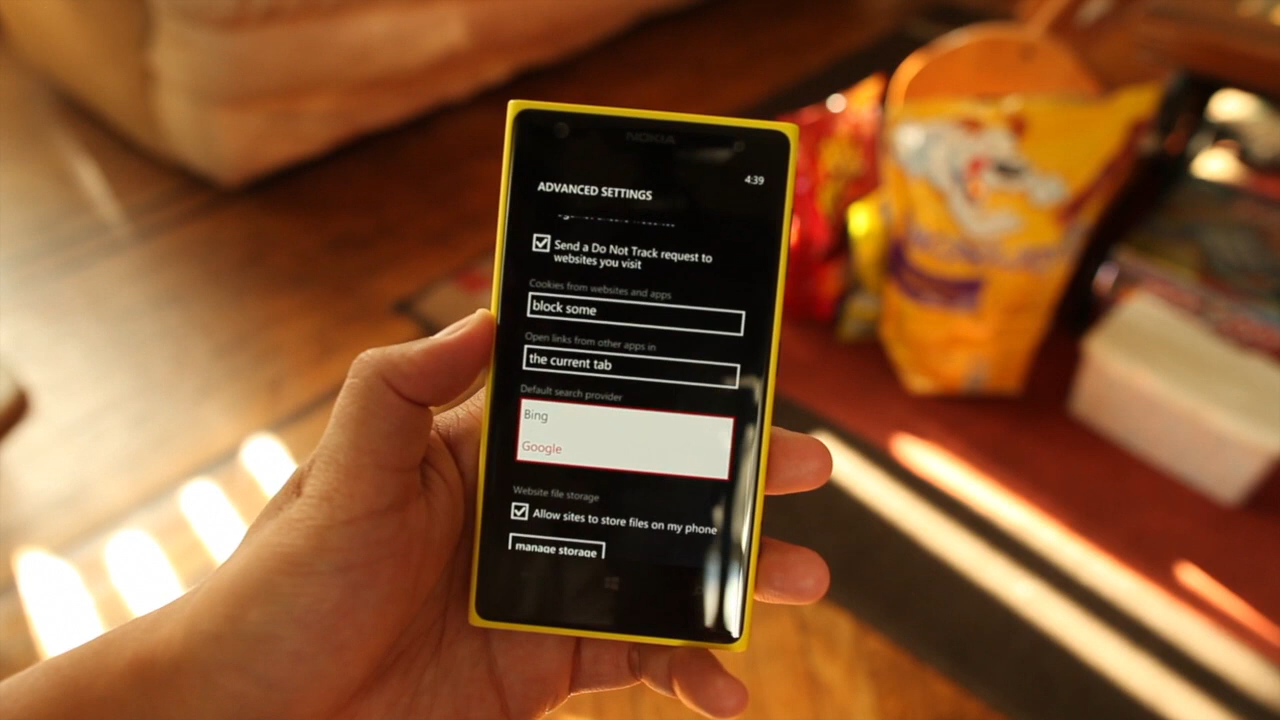 NOKIA
4:39
ADVANCED SETTINGS
Send a Do Not Track request to
websites you visit
Cookies from websites and apps
block some
Open links from other apps in
the current tab
Default search provider
Bing
Google
Website file storage
Allow sites to store files on my phone
manage storage